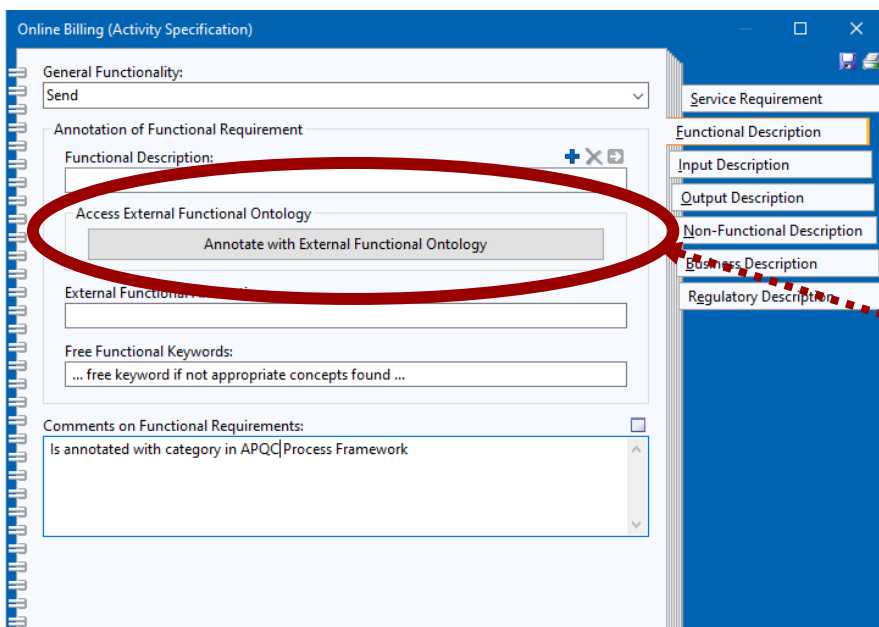 Online Billing (Activity Specification)
General Functionality:
Send
Annotation of Functional Requirement
Functional Description:
Access External Functional Ontology
Annotate with External Functional Ontology
External Functional
Free Functional Keywords:
... free keyword if not appropriate concepts found ...
Comments on Functional Requirements:
Is annotated with category in APQC Process Framework
Service Requirement
Functional Description
Input Description
Output Description
Non-Functional Description
Business Description
Regulatory Description